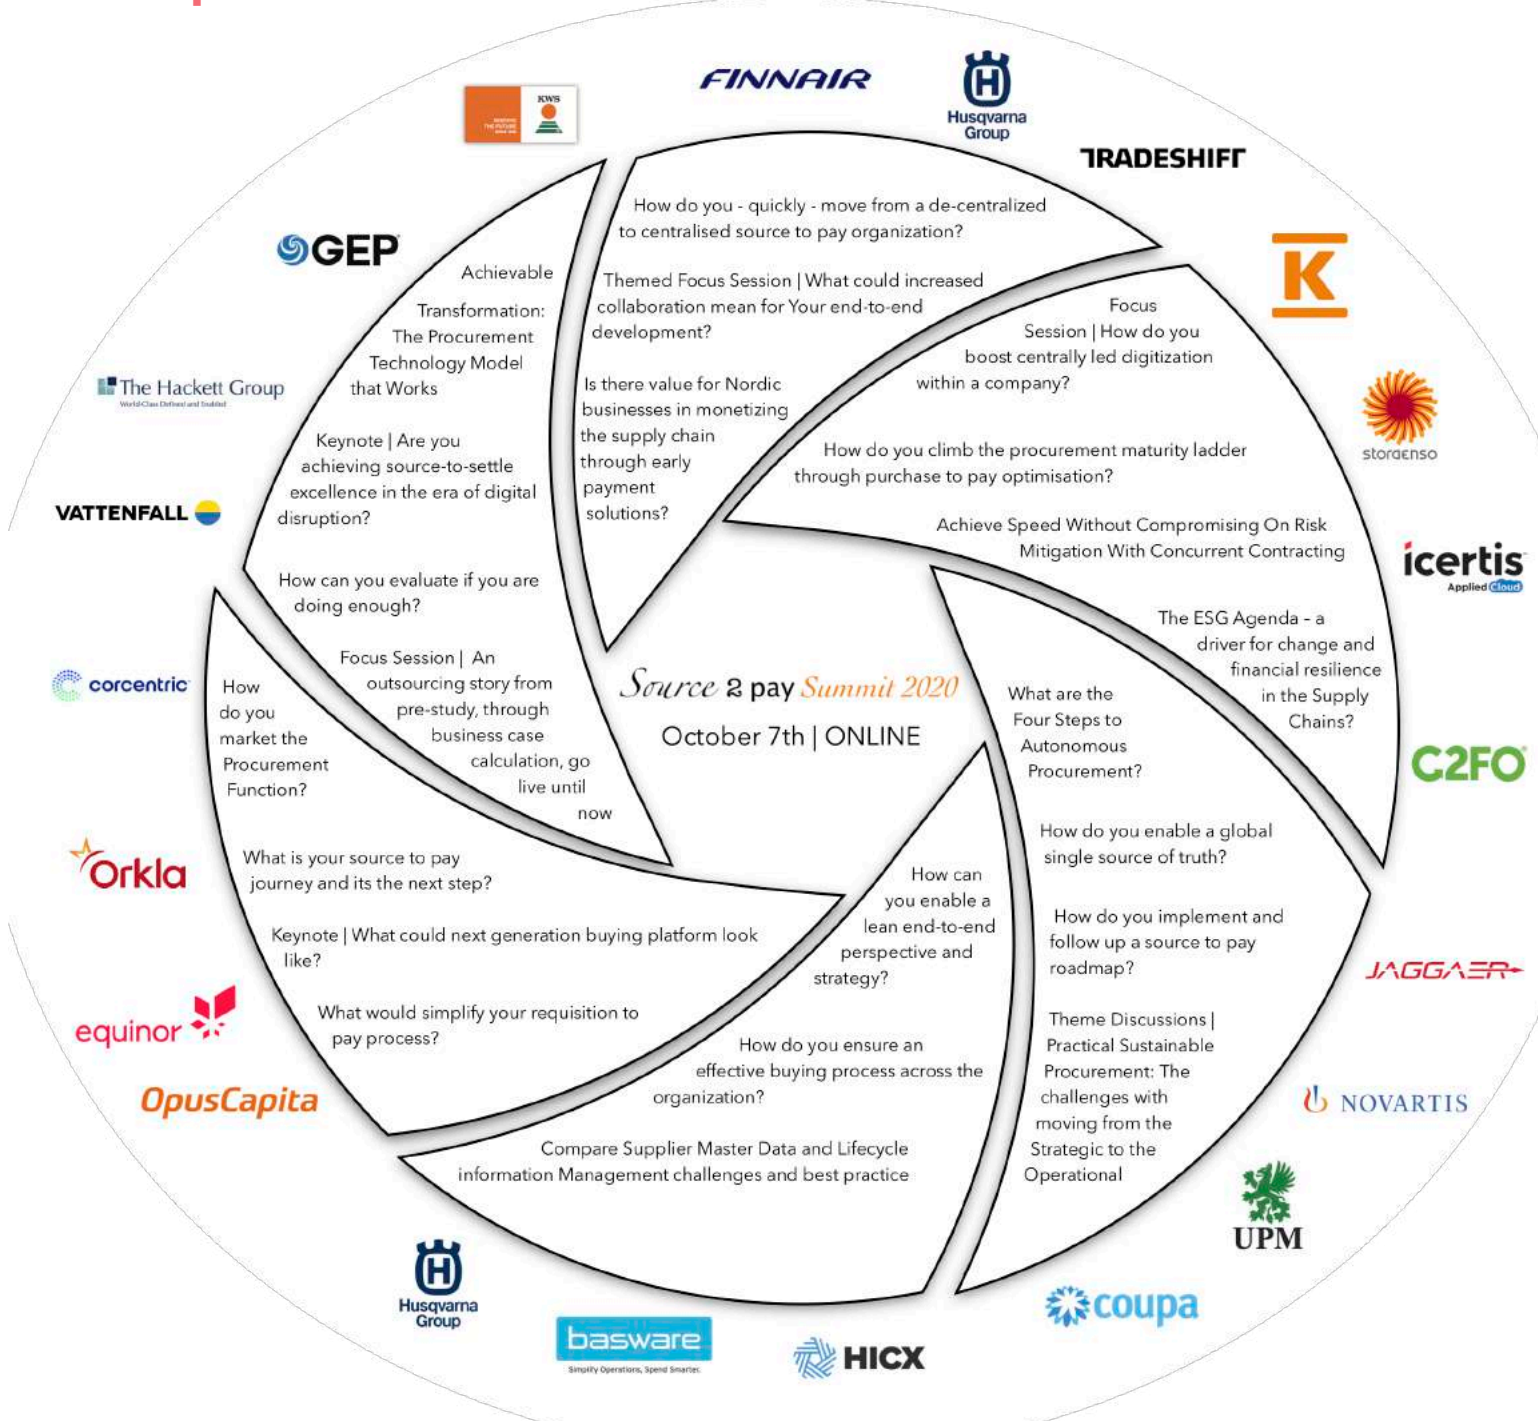 FINNAIR
Husqvarna
Group
TRADESHIFT
K
storaenso
icertis
Applied Cloud
C2FO
JAGGAER
NOVARTIS
UPM
coupa
HICX
basware
Simplify Operations, Spend Smarter.
Husqvarna
Group
OpusCapita
equinor
Orkla
corcentric
VATTENFALL
The Hackett Group
World-Class Defined and Enabled
GEP
KWS
How do you - quickly - move from a de-centralized
to centralised source to pay organization?
Themed Focus Session | What could increased
collaboration mean for Your end-to-end
development?
Is there value for Nordic
businesses in monetizing
the supply chain
through early
payment
solutions?
Focus
Session | How do you
boost centrally led digitization
within a company?
How do you climb the procurement maturity ladder
through purchase to pay optimisation?
Achieve Speed Without Compromising On Risk
Mitigation With Concurrent Contracting
The ESG Agenda - a
driver for change and
financial resilience
in the Supply
Chains?
What are the
Four Steps to
Autonomous
Procurement?
How do you enable a global
single source of truth?
How do you implement and
follow up a source to pay
roadmap?
Theme Discussions |
Practical Sustainable
Procurement: The
challenges with
moving from the
Strategic to the
Operational
How can
you enable a
lean end-to-end
perspective and
strategy?
How do you ensure an
effective buying process across the
organization?
Compare Supplier Master Data and Lifecycle
information Management challenges and best practice
How
do you
market the
Procurement
Function?
What is your source to pay
journey and its the next step?
Keynote | What could next generation buying platform look
like?
What would simplify your requisition to
pay process?
Achievable
Transformation:
The Procurement
Technology Model
that Works
Keynote | Are you
achieving source-to-settle
excellence in the era of digital
disruption?
How can you evaluate if you are
doing enough?
Focus Session | An
outsourcing story from
pre-study, through
business case
calculation, go
live until
now
Source 2 pay Summit 2020
October 7th | ONLINE